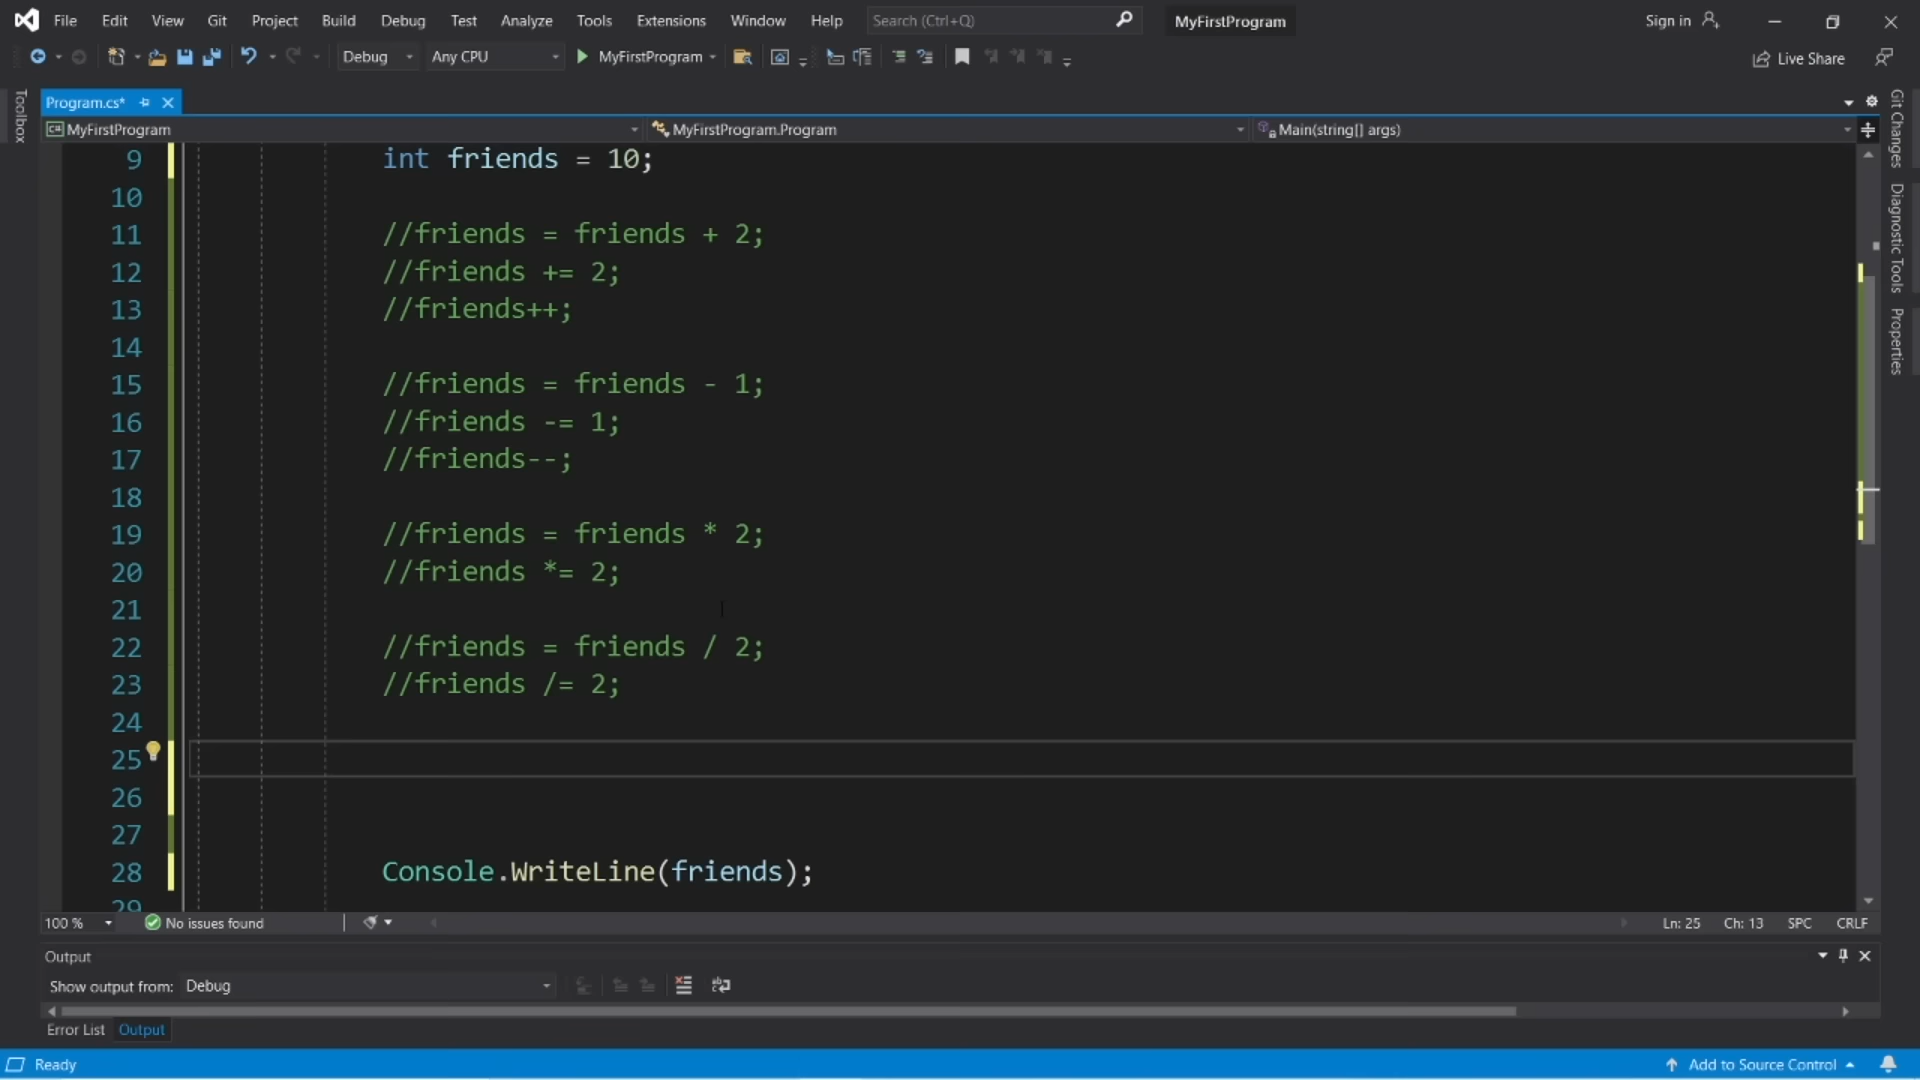 File Edit View Git Project Build Debug Test Analyze Tools Extensions Window Help Search (Ctrl+Q) MyFirstProgram Sign in
Debug Any CPU MyFirstProgram Live Share
Toolbox
Program.cs*
MyFirstProgram MyFirstProgram.Program Main(string[] args)
Git Changes
Diagnostic Tools
Properties
9 int friends = 10;
10
11 //friends = friends + 2;
12 //friends += 2;
13 //friends++;
14
15 //friends = friends - 1;
16 //friends -= 1;
17 //friends--;
18
19 //friends = friends * 2;
20 //friends *= 2;
21
22 //friends = friends / 2;
23 //friends /= 2;
24
25
26
27
28 Console.WriteLine(friends);
29
100 % No issues found Ln: 25 Ch: 13 SPC CRLF
Output
Show output from: Debug
Error List Output
Ready Add to Source Control